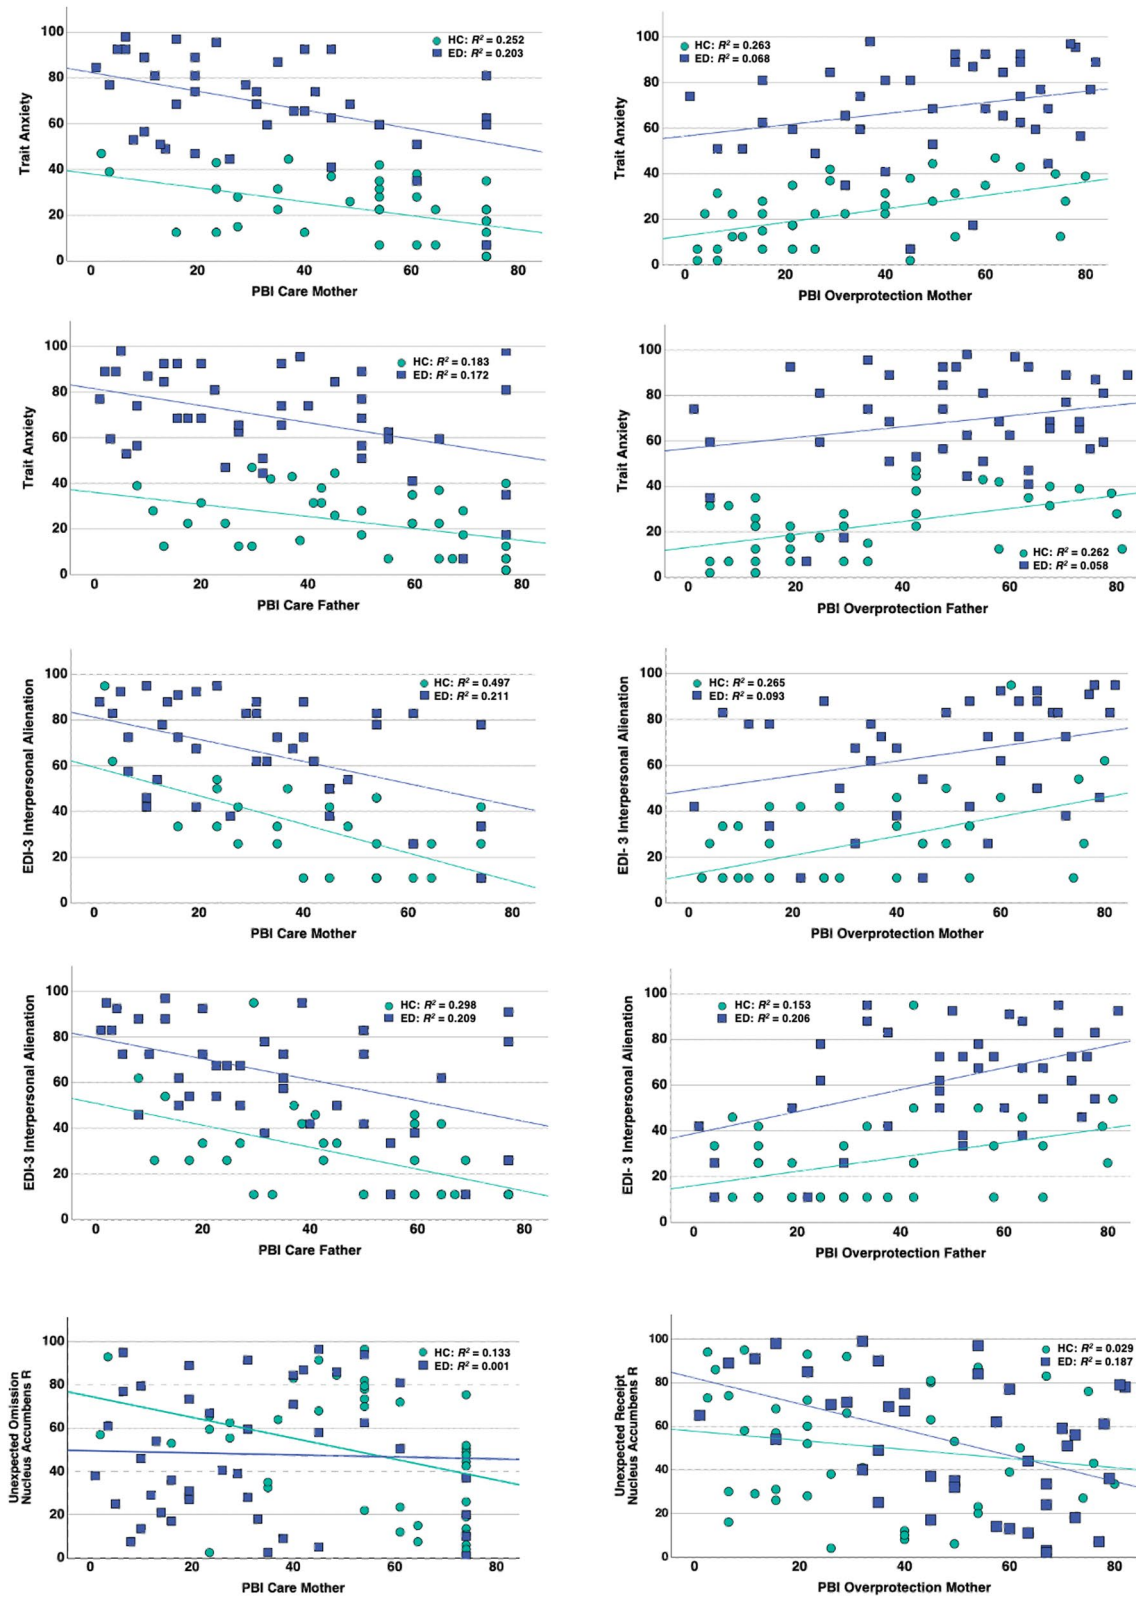 100
80
60
40
20
0
Trait Anxiety
HC: R² = 0.252
ED: R² = 0.203
0 20 40 60 80
PBI Care Mother
100
80
60
40
20
0
Trait Anxiety
HC: R² = 0.263
ED: R² = 0.068
0 20 40 60 80
PBI Overprotection Mother
100
80
60
40
20
0
Trait Anxiety
HC: R² = 0.183
ED: R² = 0.172
0 20 40 60 80
PBI Care Father
100
80
60
40
20
0
Trait Anxiety
HC: R² = 0.262
ED: R² = 0.058
0 20 40 60 80
PBI Overprotection Father
100
80
60
40
20
0
EDI-3 Interpersonal Alienation
HC: R² = 0.497
ED: R² = 0.211
0 20 40 60 80
PBI Care Mother
100
80
60
40
20
0
EDI- 3 Interpersonal Alienation
HC: R² = 0.265
ED: R² = 0.093
0 20 40 60 80
PBI Overprotection Mother
100
80
60
40
20
0
EDI-3 Interpersonal Alienation
HC: R² = 0.298
ED: R² = 0.209
0 20 40 60 80
PBI Care Father
100
80
60
40
20
0
EDI- 3 Interpersonal Alienation
HC: R² = 0.153
ED: R² = 0.206
0 20 40 60 80
PBI Overprotection Father
100
80
60
40
20
0
Unexpected Omission
Nucleus Accumbens R
HC: R² = 0.133
ED: R² = 0.001
0 20 40 60 80
PBI Care Mother
100
80
60
40
20
0
Unexpected Receipt
Nucleus Accumbens R
HC: R² = 0.029
ED: R² = 0.187
0 20 40 60 80
PBI Overprotection Mother